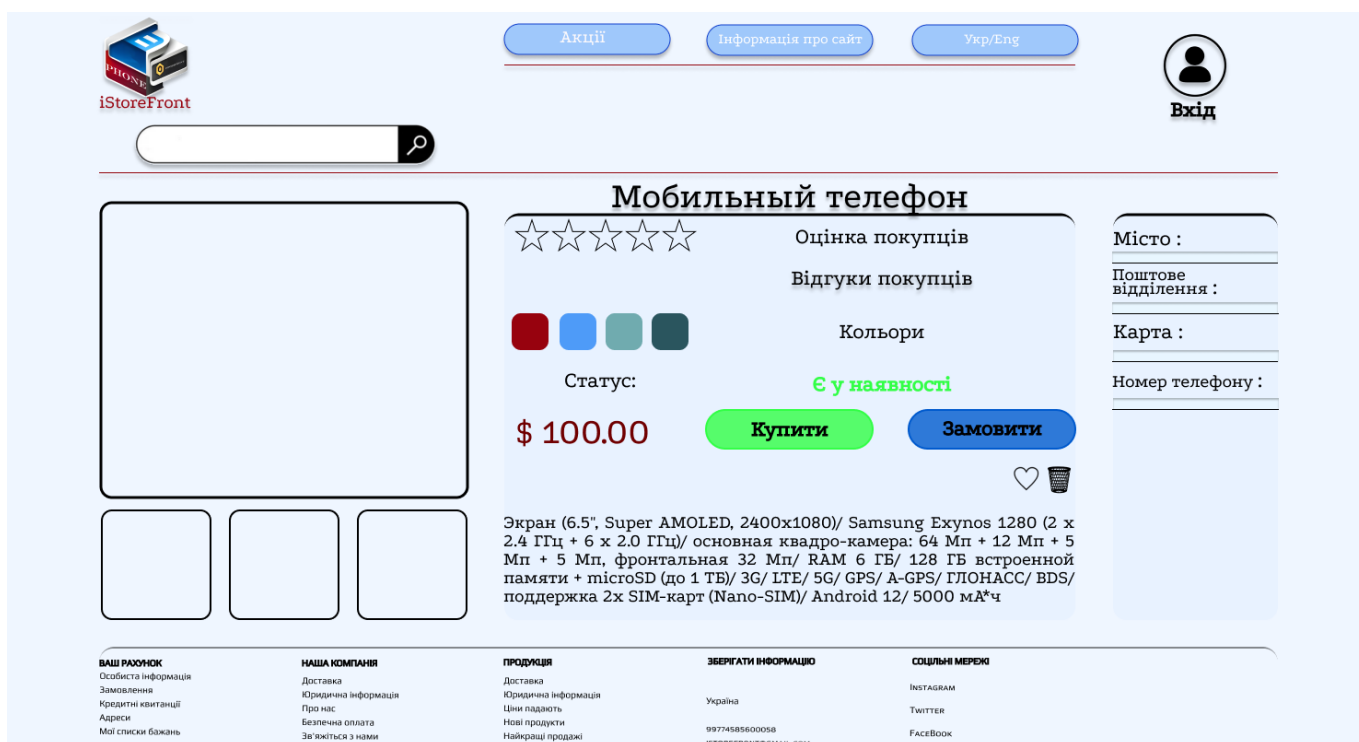 Акції
Інформація про сайт
Укр/Eng
PHONE
iStoreFront
Вхід
Мобильный телефон
Оцінка покупців
Відгуки покупців
Кольори
Статус:
Є у наявності
$ 100.00
Купити
Замовити
Экран (6.5", Super AMOLED, 2400x1080)/ Samsung Exynos 1280 (2 x
2.4 ГГц + 6 x 2.0 ГГц)/ основная квадро-камера: 64 Мп + 12 Мп + 5
Мп + 5 Мп, фронтальная 32 Мп/ RAM 6 ГБ/ 128 ГБ встроенной
памяти + microSD (до 1 ТБ)/ 3G/ LTE/ 5G/ GPS/ A-GPS/ ГЛОНАСС/ BDS/
поддержка 2x SIM-карт (Nano-SIM)/ Android 12/ 5000 мА*ч
Місто :
Поштове
відділення :
Карта :
Номер телефону :
ВАШ РАХУНОК
Особиста інформація
Замовлення
Кредитні квитанції
Адреси
Мої списки бажань
НАША КОМПАНІЯ
Доставка
Юридична інформація
Про нас
Безпечна оплата
Зв'яжіться з нами
ПРОДУКЦІЯ
Доставка
Юридична інформація
Ціни падають
Нові продукти
Найкращі продажі
ЗБЕРІГАТИ ІНФОРМАЦІЮ
Україна
99774585600058
СОЦІЛЬНІ МЕРЕЖІ
Instagram
Twitter
FaceBook